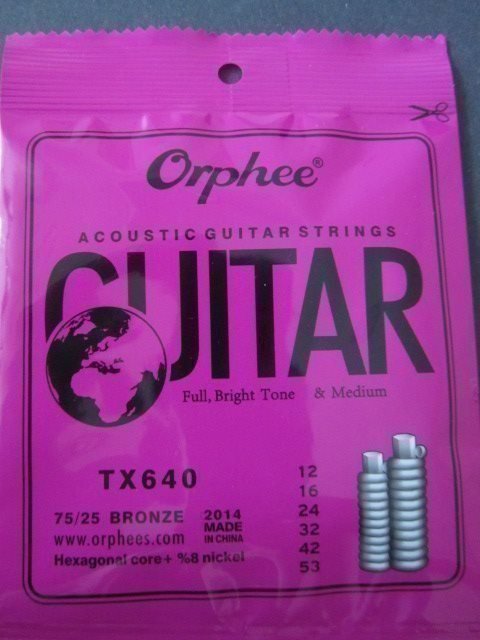 Orphee®
ACOUSTIC GUITAR STRINGS
GUITAR
Full, Bright Tone & Medium
TX640
75/25 BRONZE
www.orphees.com
Hexagonal core+ %8 nickel
2014
MADE
IN CHINA
12
16
24
32
42
53